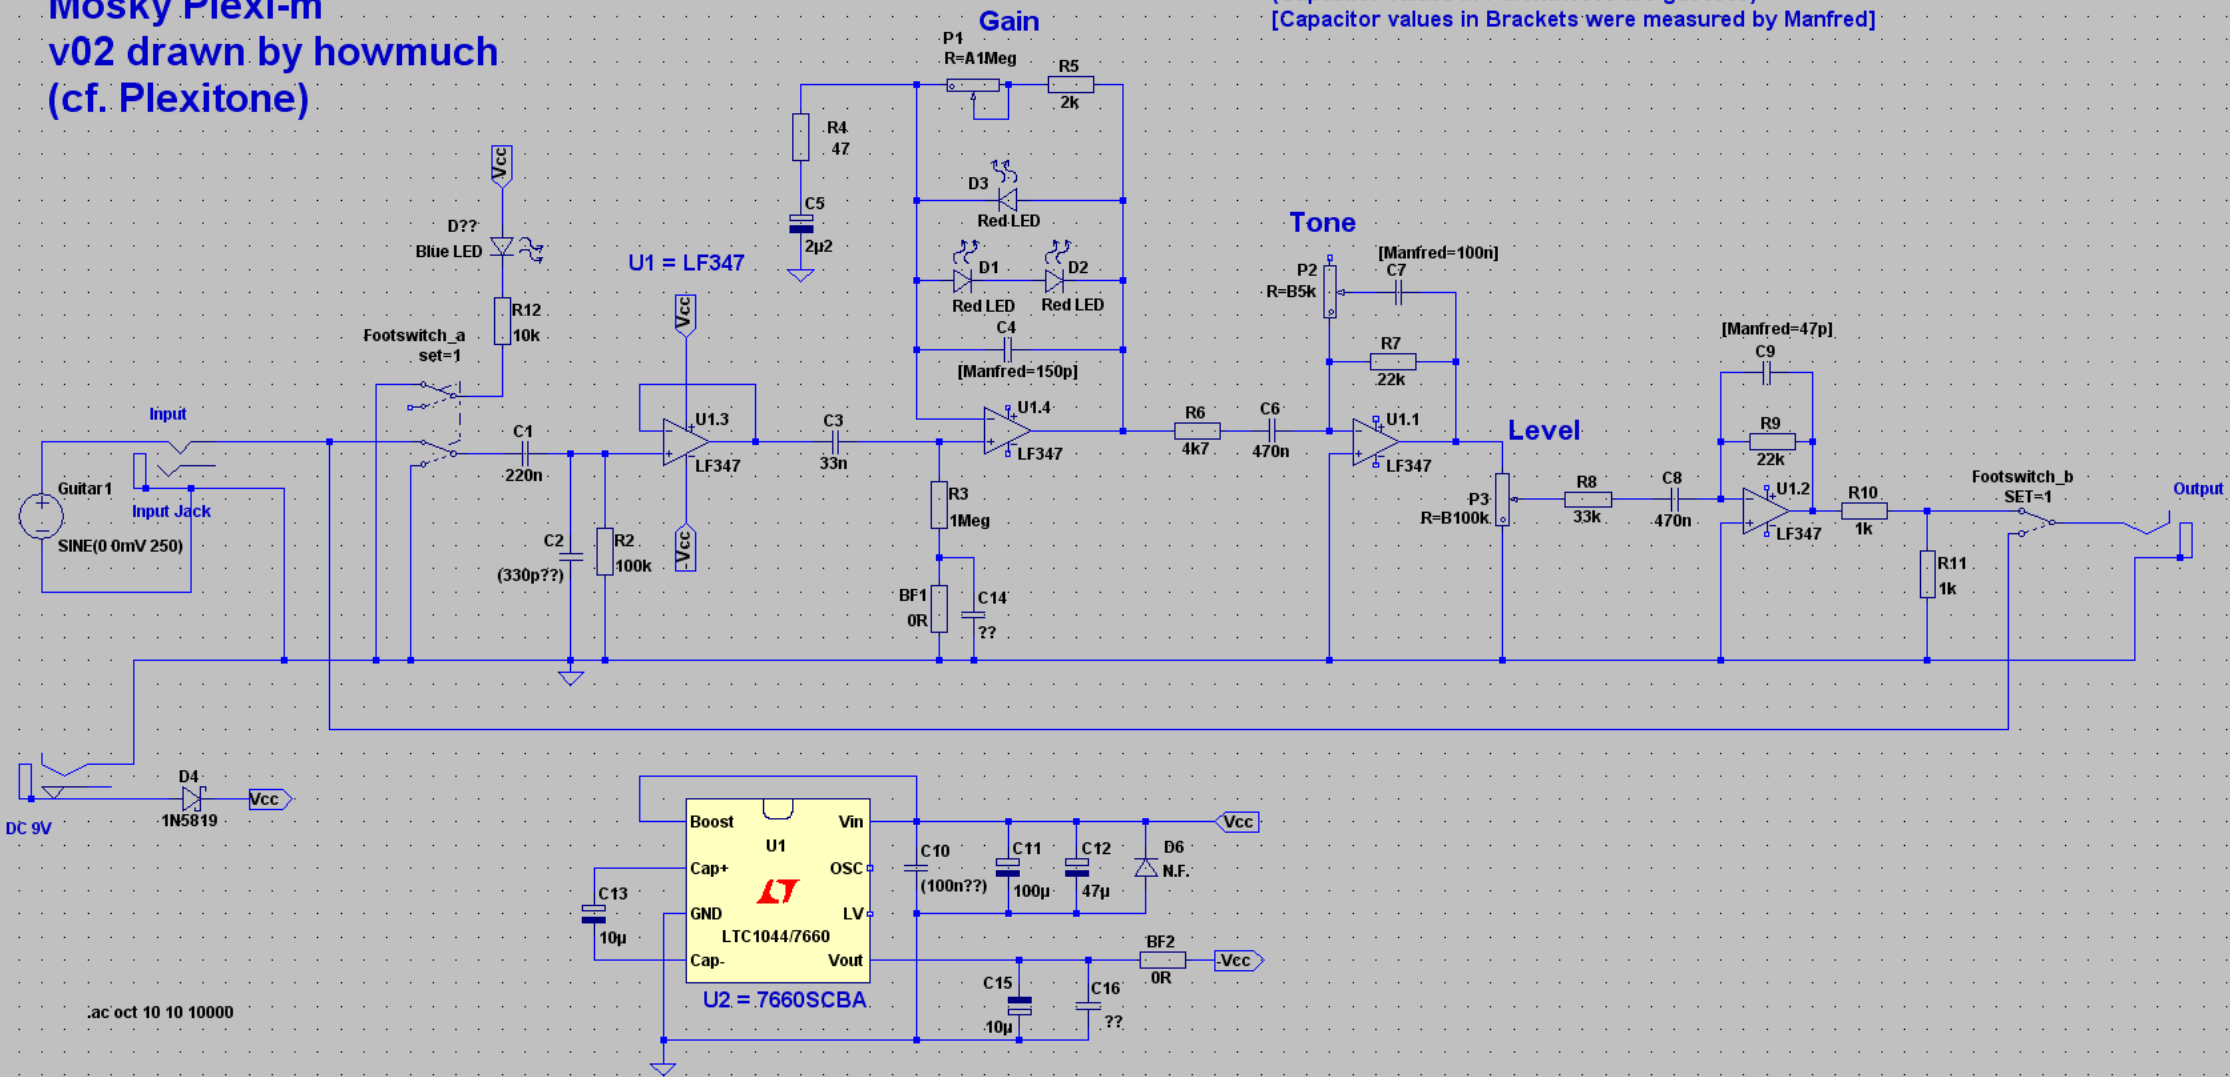 Mosky Plexi-m
v02 drawn by howmuch
(cf. Plexitone)
[Capacitor values in Brackets were measured by Manfred]
Gain
P1
R=A1Meg
R5
2k
R4
47
C5
2µ2
D3
Red LED
D1
Red LED
D2
Red LED
C4
[Manfred=150p]
Vcc
D??
Blue LED
R12
10k
Footswitch_a
set=1
U1 = LF347
Vcc
U1.3
LF347
-Vcc
Input
Input Jack
Guitar1
SINE(0 0mV 250)
C1
220n
C2
(330p??)
R2
100k
C3
33n
U1.4
LF347
R3
1Meg
BF1
0R
C14
??
R6
4k7
C6
470n
Tone
P2
R=B5k
[Manfred=100n]
C7
R7
22k
U1.1
LF347
Level
P3
R=B100k
R8
33k
C8
470n
[Manfred=47p]
C9
R9
22k
U1.2
LF347
R10
1k
R11
1k
Footswitch_b
SET=1
Output
DC 9V
D4
1N5819
Vcc
Boost
Cap+
GND
Cap-
U1
LTC1044/7660
Vin
OSC
LV
Vout
U2 = 7660SCBA
C13
10µ
C10
(100n??)
C11
100µ
C12
47µ
D6
N.F.
Vcc
C15
10µ
C16
??
BF2
0R
-Vcc
.ac oct 10 10 10000